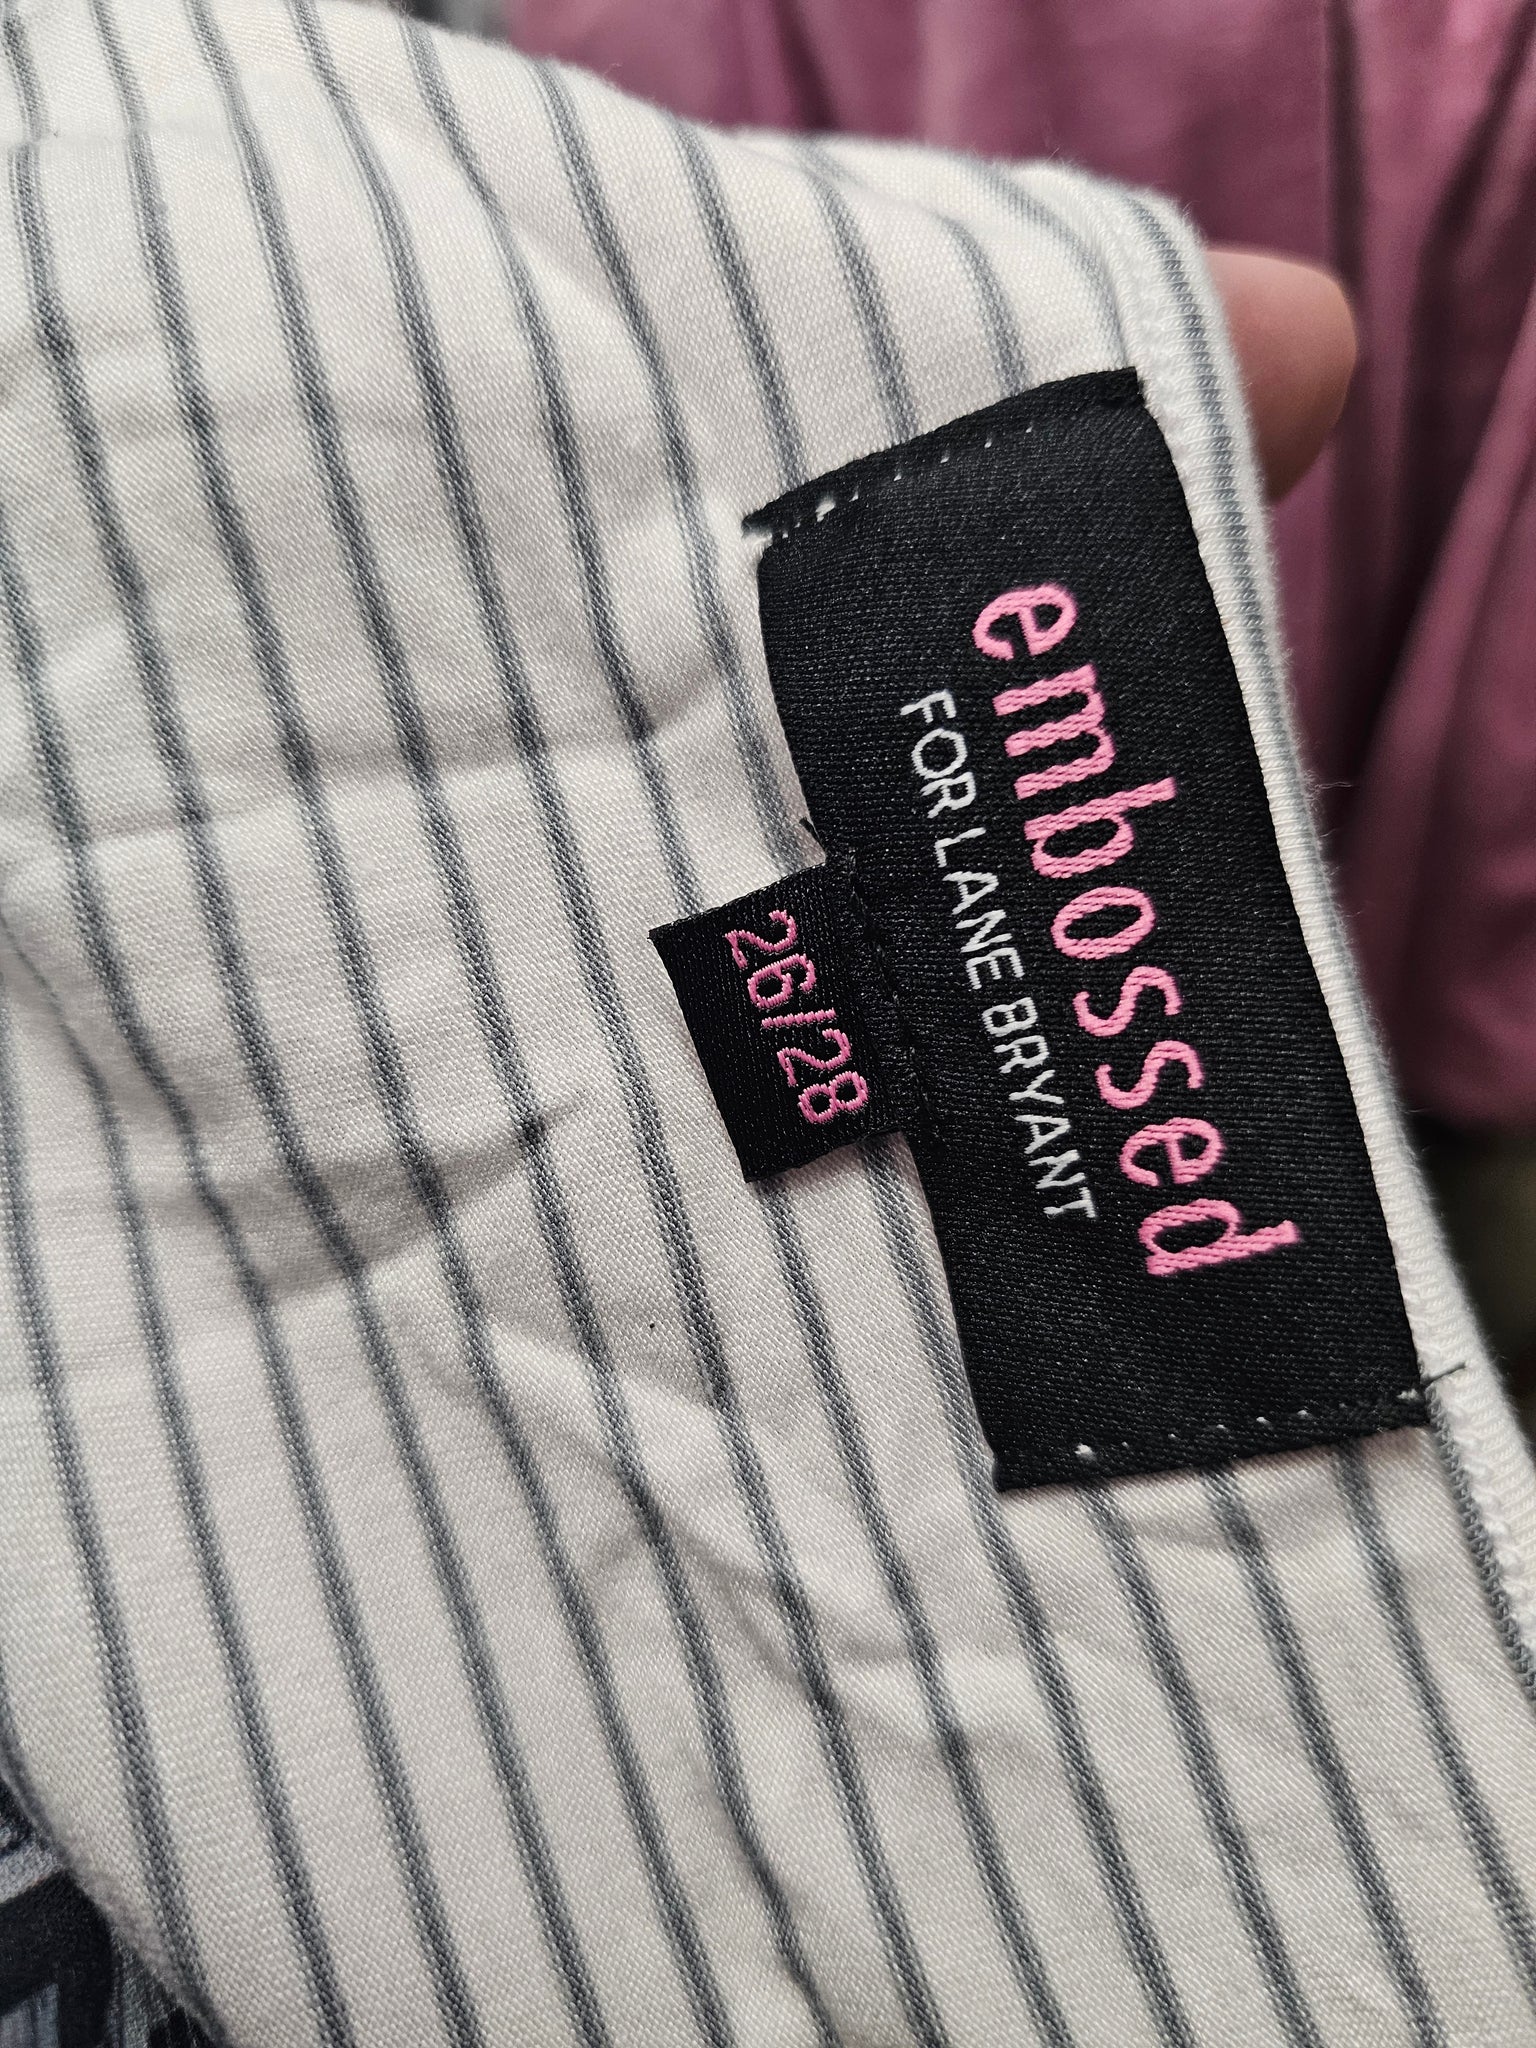 embossed
FOR LANE BRYANT
26/28